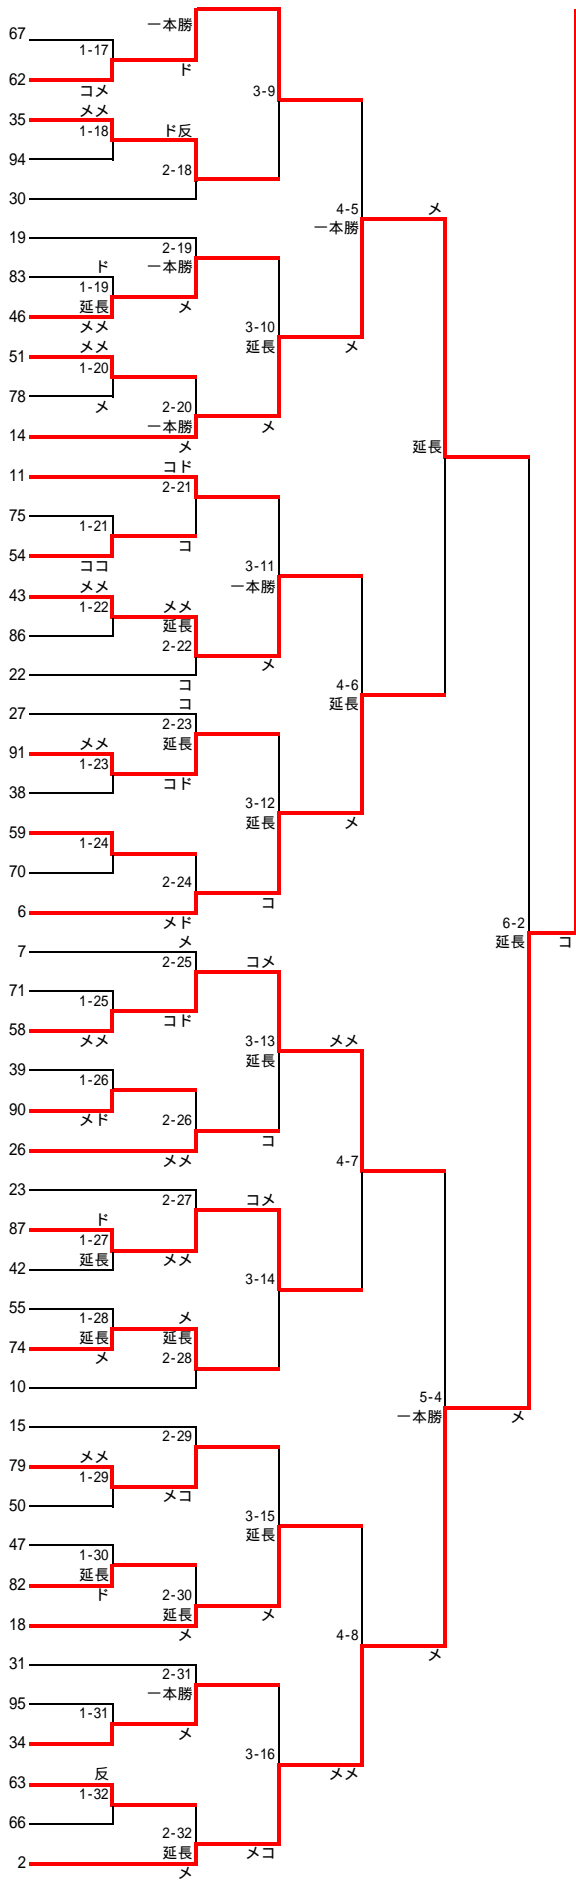 一本勝
67
1-17
62
ド
コメ
3-9
メメ
35
1-18
ド反
94
2-18
30
4-5
メ
一本勝
19
2-19
83
ド
一本勝
1-19
46
延長
メ
メメ
3-10
51
メメ
延長
メ
1-20
78
メ
2-20
14
一本勝
メ
メ
延長
11
コド
2-21
75
1-21
54
コ
ココ
3-11
43
メメ
一本勝
1-22
メメ
86
延長
2-22
メ
22
コ
4-6
延長
27
コ
2-23
91
メメ
延長
1-23
38
コド
3-12
59
延長
メ
1-24
70
2-24
6
コ
メド
6-2
7
メ
延長
コ
2-25
コメ
71
1-25
58
コド
メメ
3-13
メメ
39
延長
1-26
90
メド
2-26
26
コ
メメ
4-7
23
2-27
コメ
87
ド
1-27
42
延長
メメ
3-14
55
1-28
メ
74
延長
延長
メ
2-28
10
5-4
15
一本勝
メ
2-29
79
メメ
1-29
50
メコ
3-15
47
延長
1-30
82
延長
ド
2-30
18
延長
メ
メ
4-8
31
2-31
メ
95
一本勝
1-31
34
メ
3-16
63
反
メメ
1-32
66
2-32
2
延長
メコ
メ